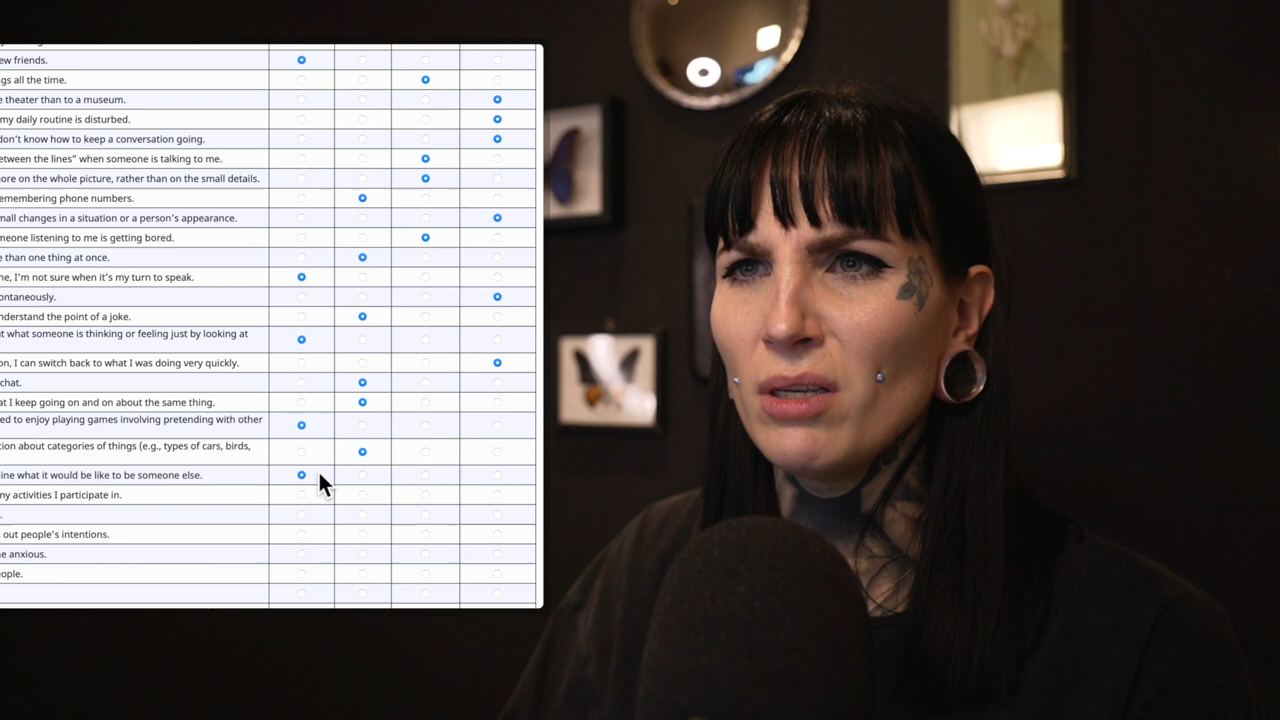 ew friends.
gs all the time.
e theater than to a museum.
my daily routine is disturbed.
don't know how to keep a conversation going.
etween the lines” when someone is talking to me.
ore on the whole picture, rather than on the small details.
emembering phone numbers.
mall changes in a situation or a person's appearance.
meone listening to me is getting bored.
e than one thing at once.
ne, I'm not sure when it's my turn to speak.
ontaneously.
nderstand the point of a joke.
t what someone is thinking or feeling just by looking at
on, I can switch back to what I was doing very quickly.
chat.
at I keep going on and on about the same thing.
ed to enjoy playing games involving pretending with other
tion about categories of things (e.g., types of cars, birds,
ine what it would be like to be someone else.
ny activities I participate in.
.
out people's intentions.
e anxious.
eople.